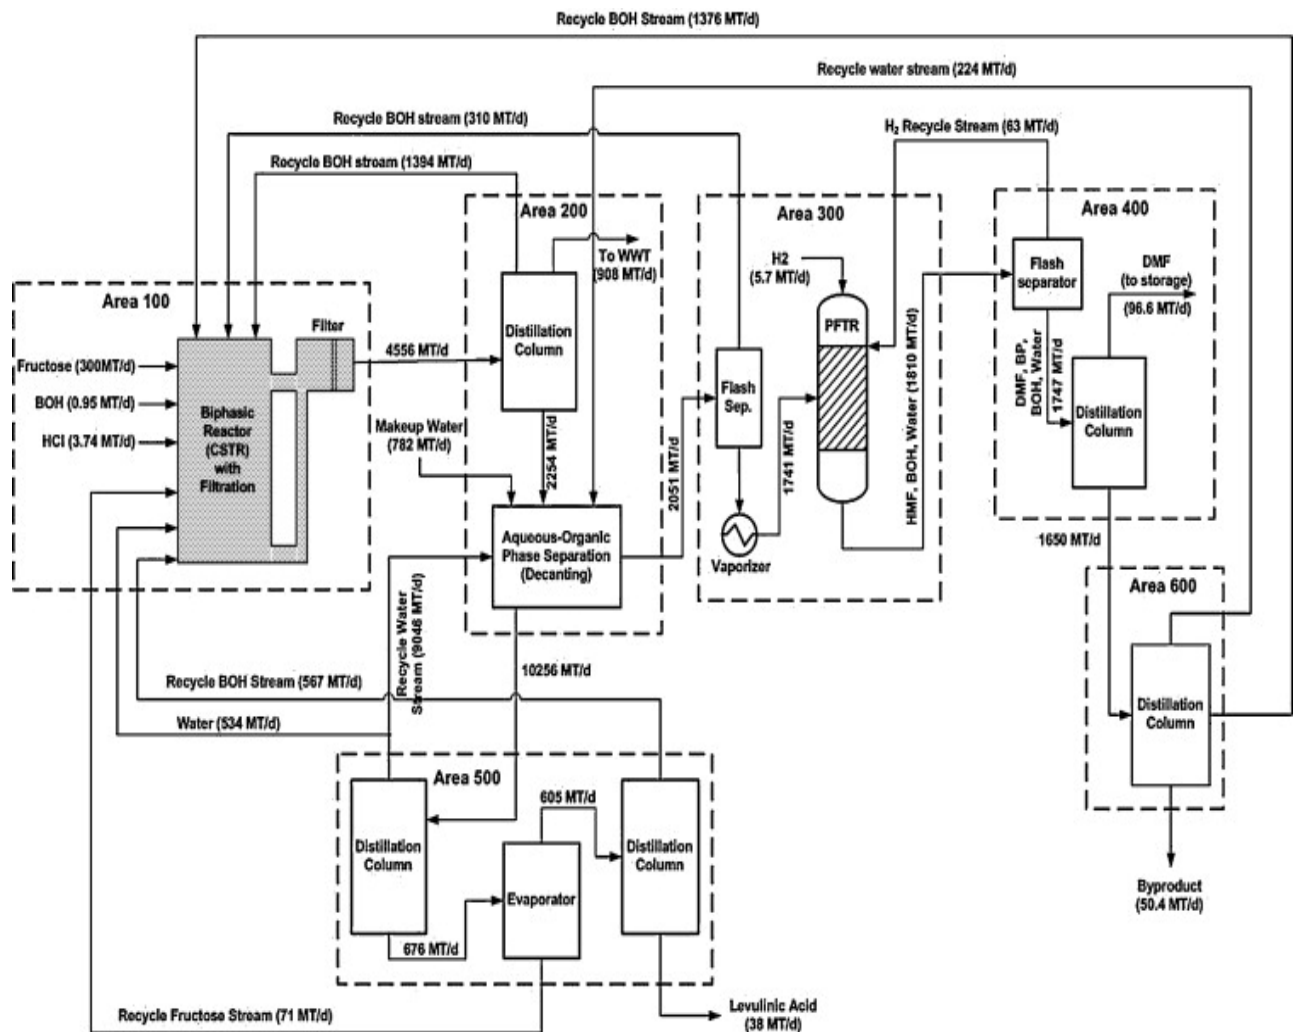 Recycle BOH Stream (1376 MT/d)
Recycle water stream (224 MT/d)
Recycle BOH stream (310 MT/d)
H₂ Recycle Stream (63 MT/d)
Recycle BOH stream (1394 MT/d)
Area 200
Area 300
Area 400
To WWT
(908 MT/d)
H2
(5.7 MT/d)
Flash
separator
DMF
(to storage)
(96.6 MT/d)
Area 100
Filter
4556 MT/d
Distillation
Column
PFTR
HMF, BOH, Water (1810 MT/d)
DMF, BP,
BOH, Water
1747 MT/d
Distillation
Column
Fructose (300MT/d)
BOH (0.95 MT/d)
HCl (3.74 MT/d)
Biphasic
Reactor
(CSTR)
with
Filtration
Flash
Sep.
Makeup Water
(782 MT/d)
2254 MT/d
2051 MT/d
1741 MT/d
Aqueous-Organic
Phase Separation
(Decanting)
Vaporizer
1650 MT/d
Area 600
Recycle Water
Stream (9046 MT/d)
10256 MT/d
Recycle BOH Stream (567 MT/d)
Water (534 MT/d)
Distillation
Column
Area 500
605 MT/d
Distillation
Column
Evaporator
Distillation
Column
676 MT/d
Byproduct
(50.4 MT/d)
Recycle Fructose Stream (71 MT/d)
Levulinic Acid
(38 MT/d)